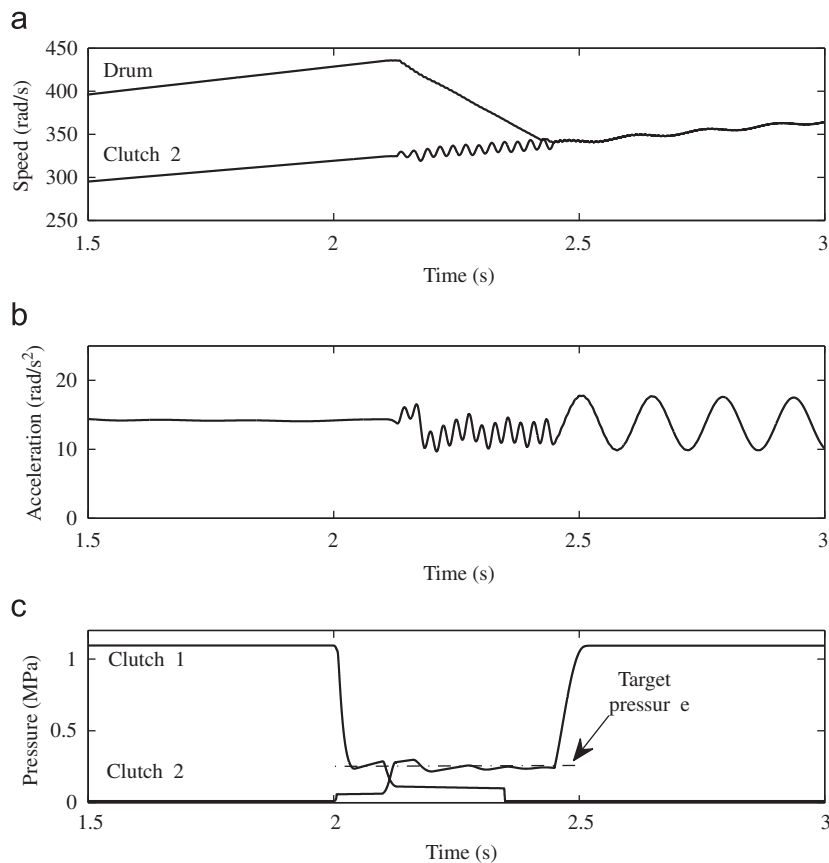 a
450
Drum
400
350
Clutch 2
300
250
Speed (rad/s)
1.5
2
2.5
3
Time (s)
b
20
10
0
Acceleration (rad/s²)
1.5
2
2.5
3
Time (s)
c
1
Clutch 1
Target
pressur e
0.5
Clutch 2
0
Pressure (MPa)
1.5
2
2.5
3
Time (s)